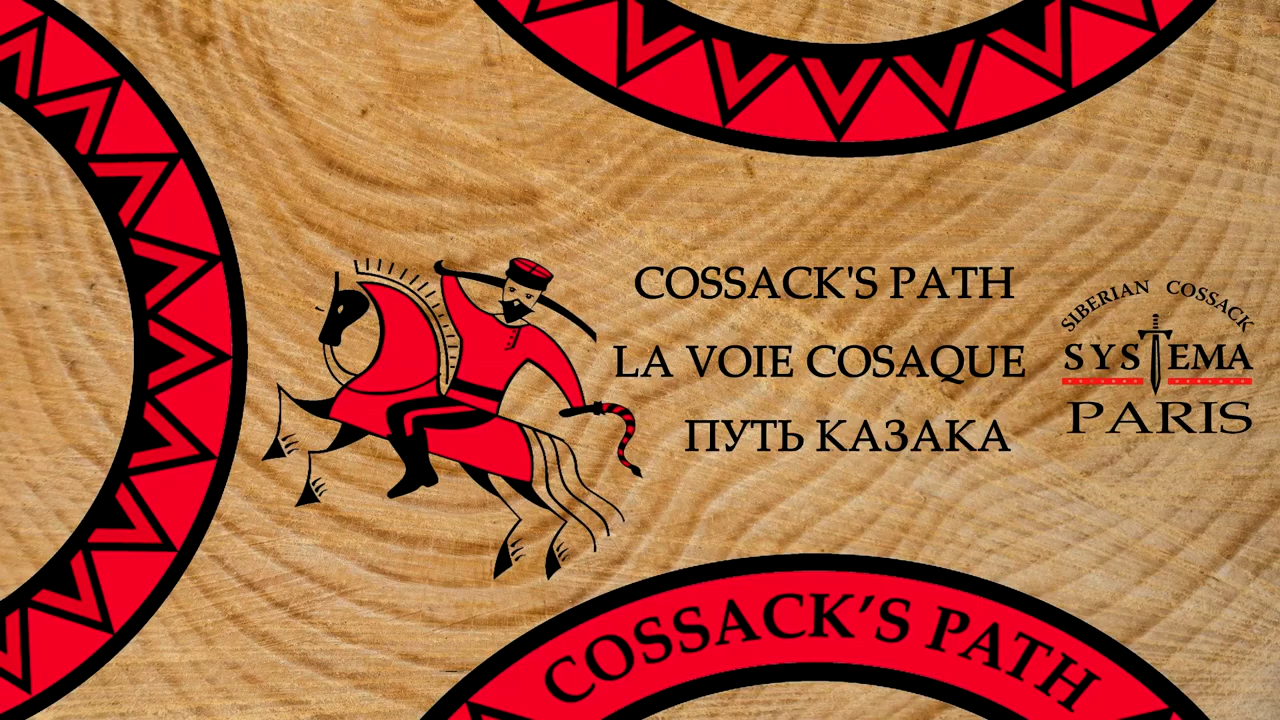 COSSACK'S PATH
LA VOIE COSAQUE
ПУТЬ КАЗАКА
SIBERIAN COSSACK
SYSTEMA
PARIS
COSSACK’S PATH